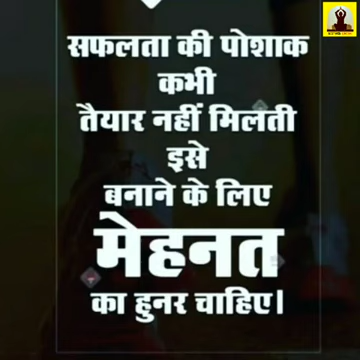 सफलता की पोशाक
कभी
तैयार नहीं मिलती
इसे
बनाने के लिए
मेहनत
का हुनर चाहिए।